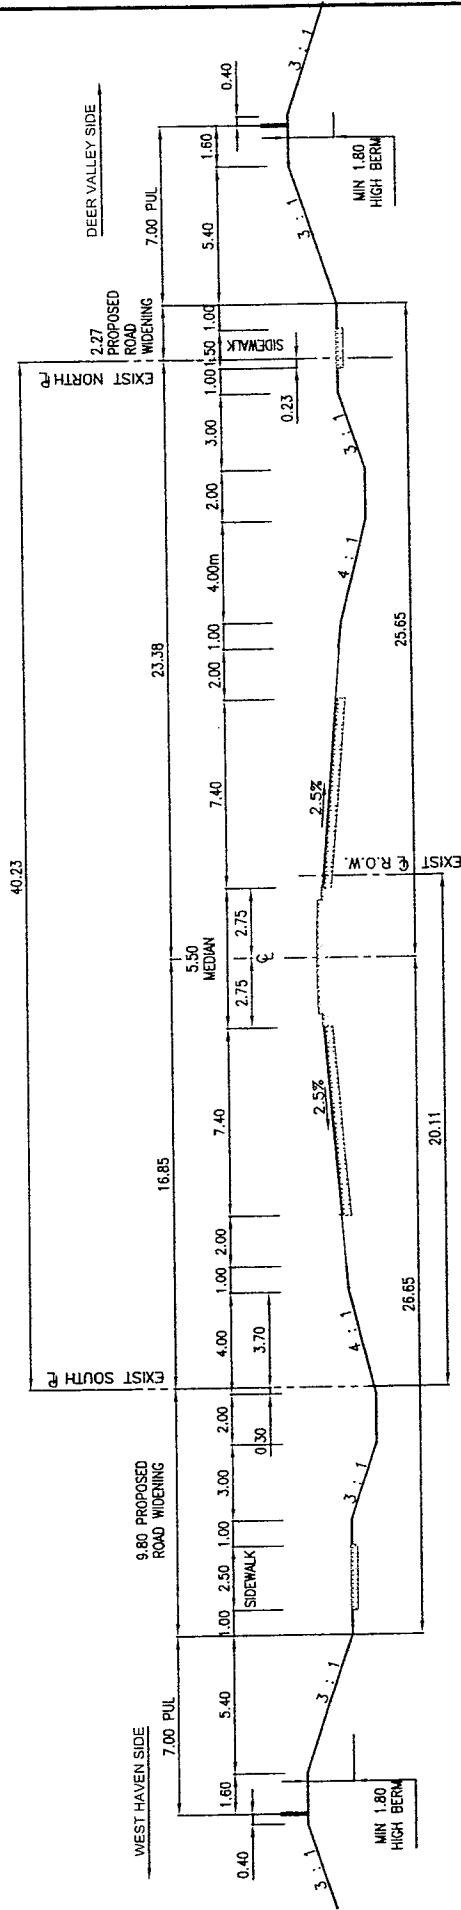 WEST HAVEN SIDE
DEER VALLEY SIDE
40.23
7.00 PUL
9.80 PROPOSED
ROAD WIDENING
EXIST SOUTH ⅊
16.85
23.38
EXIST NORTH ⅊
2.27
PROPOSED
ROAD
WIDENING
7.00 PUL
5.50
MEDIAN
0.40
1.60
5.40
1.00
2.50
1.00
3.00
2.00
4.00
1.00
2.00
7.40
7.40
2.00
1.00
4.00m
2.00
3.00
1.00
1.50
1.00
5.40
1.60
0.40
SIDEWALK
0.30
3.70
2.75
2.75
0.23
SIDEWALK
℄
3 : 1
3 : 1
3 : 1
4 : 1
2.5%
2.5%
4 : 1
3 : 1
3 : 1
3 : 1
MIN 1.80
HIGH BERM
MIN 1.80
HIGH BERM
20.11
EXIST ℄ R.O.W.
26.65
25.65